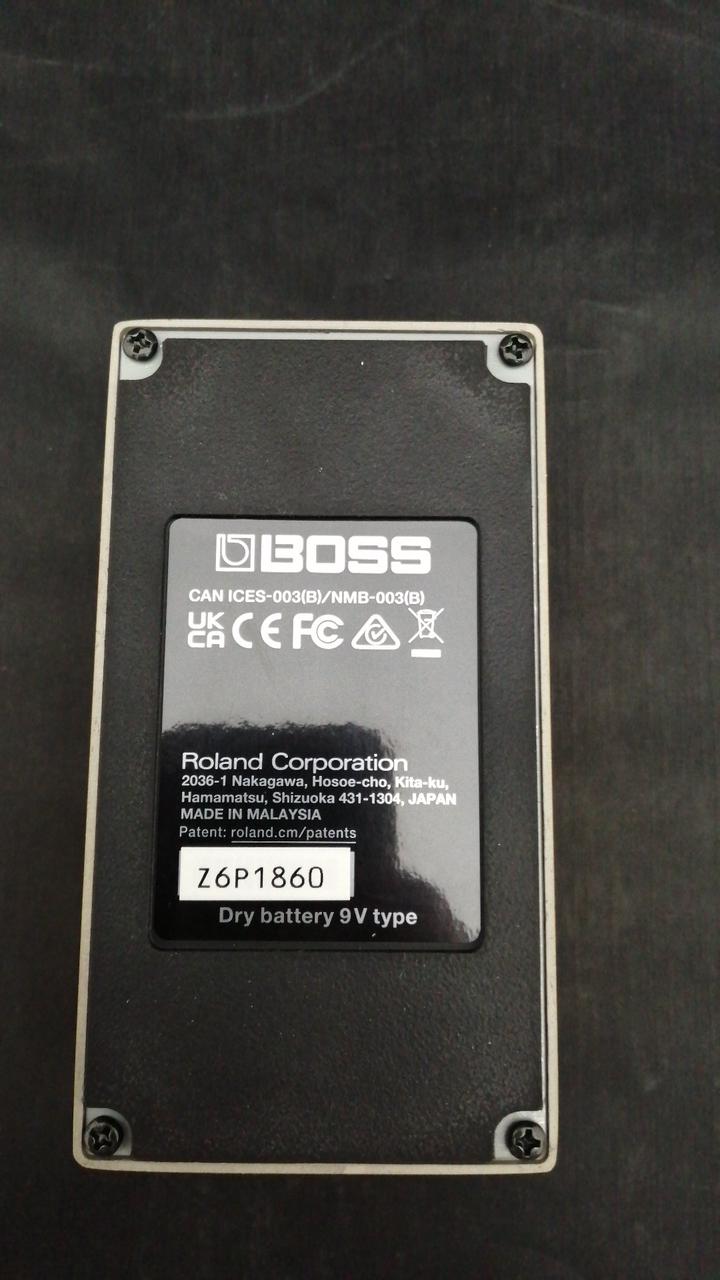 BOSS
CAN ICES-003(B)/NMB-003(B)
UK
CA CE FC
Roland Corporation
2036-1 Nakagawa, Hosoe-cho, Kita-ku,
Hamamatsu, Shizuoka 431-1304, JAPAN
MADE IN MALAYSIA
Patent: roland.cm/patents
Z6P1860
Dry battery 9V type